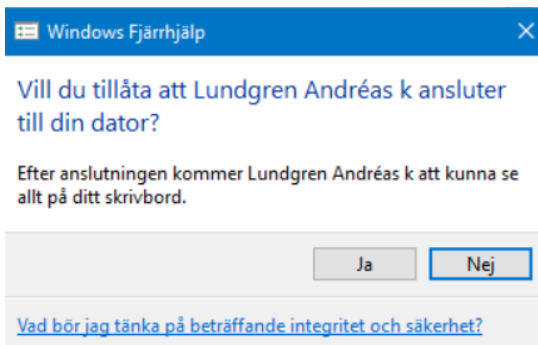 Windows Fjärrhjälp
Vill du tillåta att Lundgren Andréas k ansluter
till din dator?
Efter anslutningen kommer Lundgren Andréas k att kunna se
allt på ditt skrivbord.
Ja Nej
Vad bör jag tänka på beträffande integritet och säkerhet?